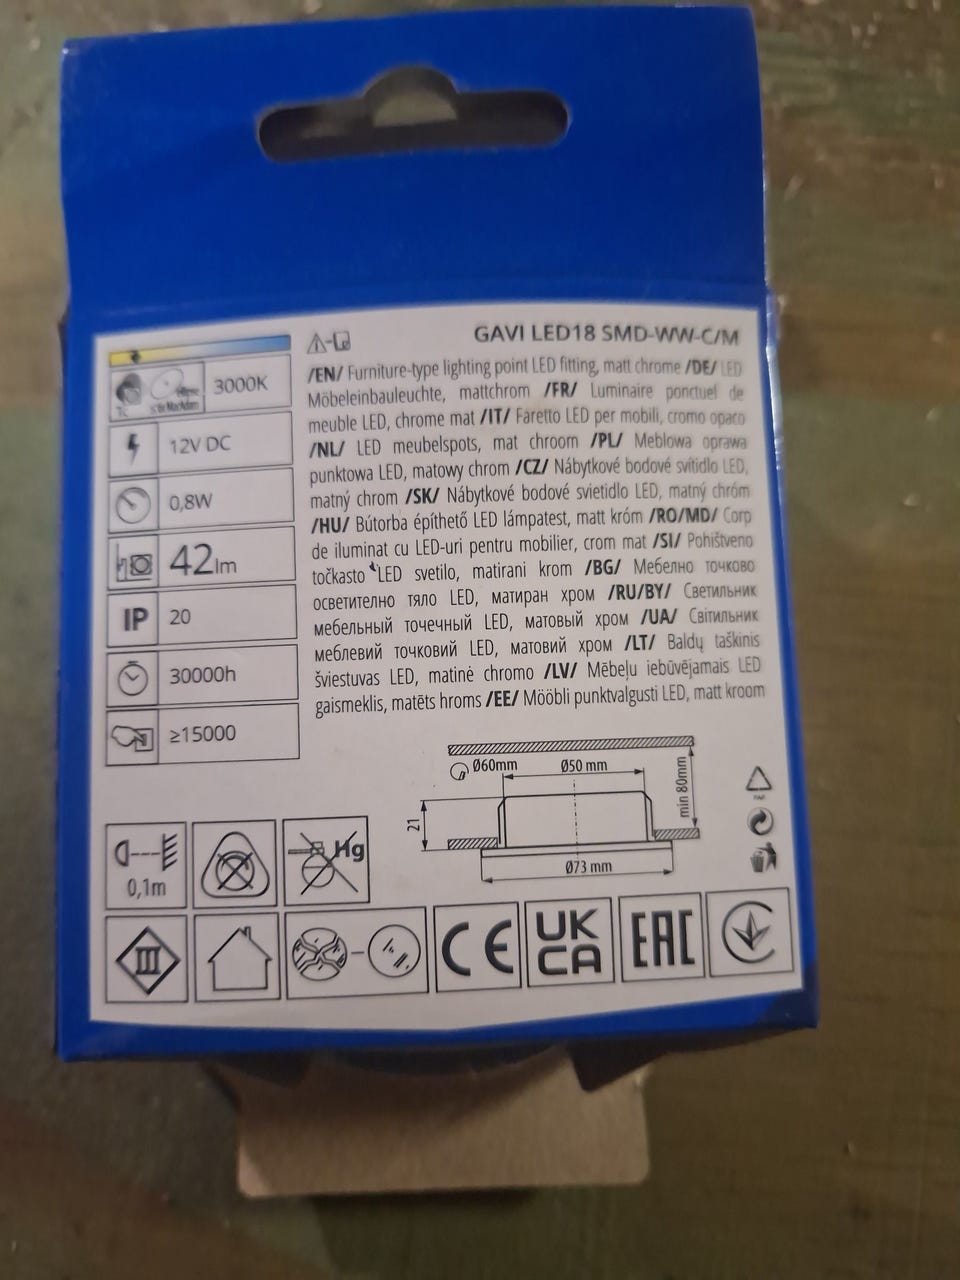 GAVI LED18 SMD-WW-C/M
/EN/ Furniture-type lighting point LED fitting, matt chrome /DE/ LED
Möbeleinbauleuchte, mattchrom /FR/ Luminaire ponctuel de
meuble LED, chrome mat /IT/ Faretto LED per mobili, cromo opaco
/NL/ LED meubelspots, mat chroom /PL/ Meblowa oprawa
punktowa LED, matowy chrom /CZ/ Nábytkové bodové svítidlo LED,
matný chrom /SK/ Nábytkové bodové svietidlo LED, matný chróm
/HU/ Bútorba építhető LED lámpatest, matt króm /RO/MD/ Corp
de iluminat cu LED-uri pentru mobilier, crom mat /SI/ Pohištveno
točkasto LED svetilo, matirani krom /BG/ Мебелно точково
осветително тяло LED, матиран хром /RU/BY/ Светильник
мебельный точечный LED, матовый хром /UA/ Світильник
меблевий точковий LED, матовий хром /LT/ Baldų taškinis
šviestuvas LED, matinė chromo /LV/ Mēbeļu iebūvējamais LED
gaismeklis, matēts hroms /EE/ Mööbli punktvalgusti LED, matt kroom
3000K
12V DC
0,8W
42lm
IP 20
30000h
≥15000
Ø60mm
Ø50 mm
min 80mm
21
Ø73 mm
0,1m
Hg
III
CE
UK
CA
EAC